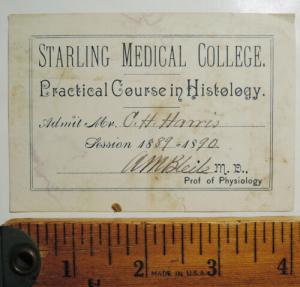 STARLING MEDICAL COLLEGE.
Practical Course in Histology.
Admit Mr. C. H. Harris
Session 1889-1890.
A M Bleile M. D.,
Prof of Physiology
1 2 3 4
MADE IN U.S.A.